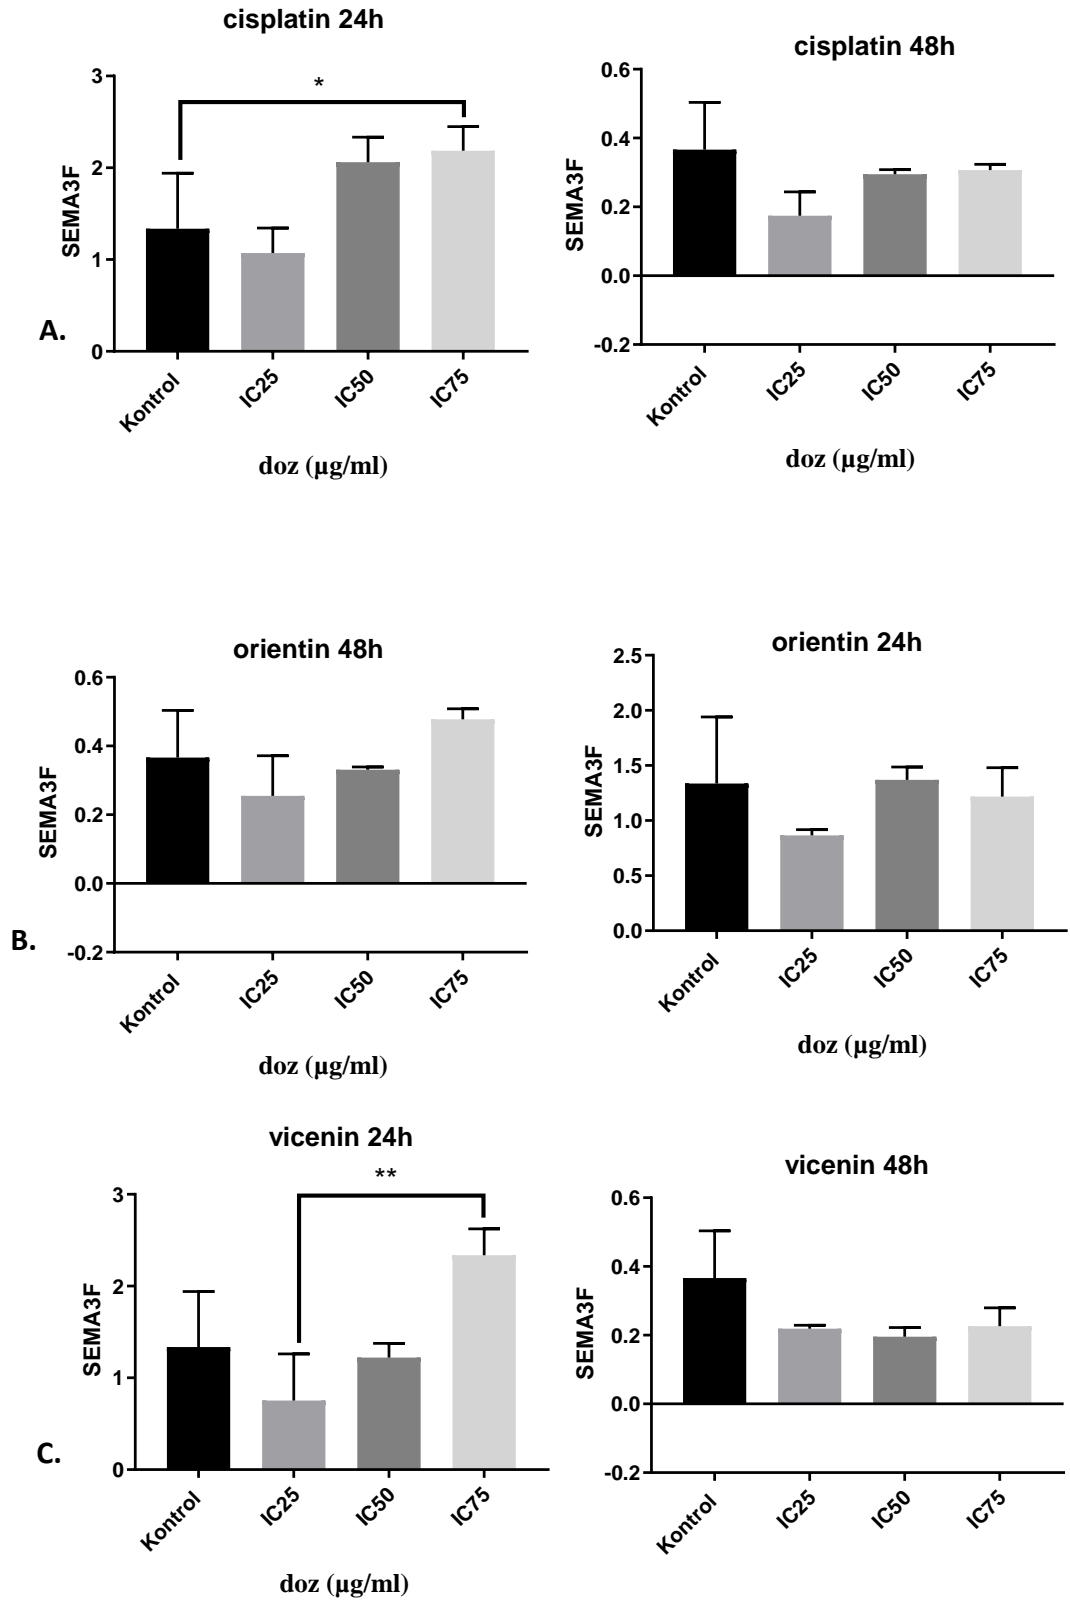 cisplatin 24h
*
3
2
1
0
SEMA3F
Kontrol
IC25
IC50
IC75
doz (µg/ml)
A.
cisplatin 48h
0.6
0.4
0.2
0.0
-0.2
SEMA3F
Kontrol
IC25
IC50
IC75
doz (µg/ml)
orientin 48h
0.6
0.4
0.2
0.0
-0.2
SEMA3F
Kontrol
IC25
IC50
IC75
doz (µg/ml)
B.
orientin 24h
2.5
2.0
1.5
1.0
0.5
0.0
SEMA3F
Kontrol
IC25
IC50
IC75
doz (µg/ml)
vicenin 24h
**
3
2
1
0
SEMA3F
Kontrol
IC25
IC50
IC75
doz (µg/ml)
C.
vicenin 48h
0.6
0.4
0.2
0.0
-0.2
SEMA3F
Kontrol
IC25
IC50
IC75